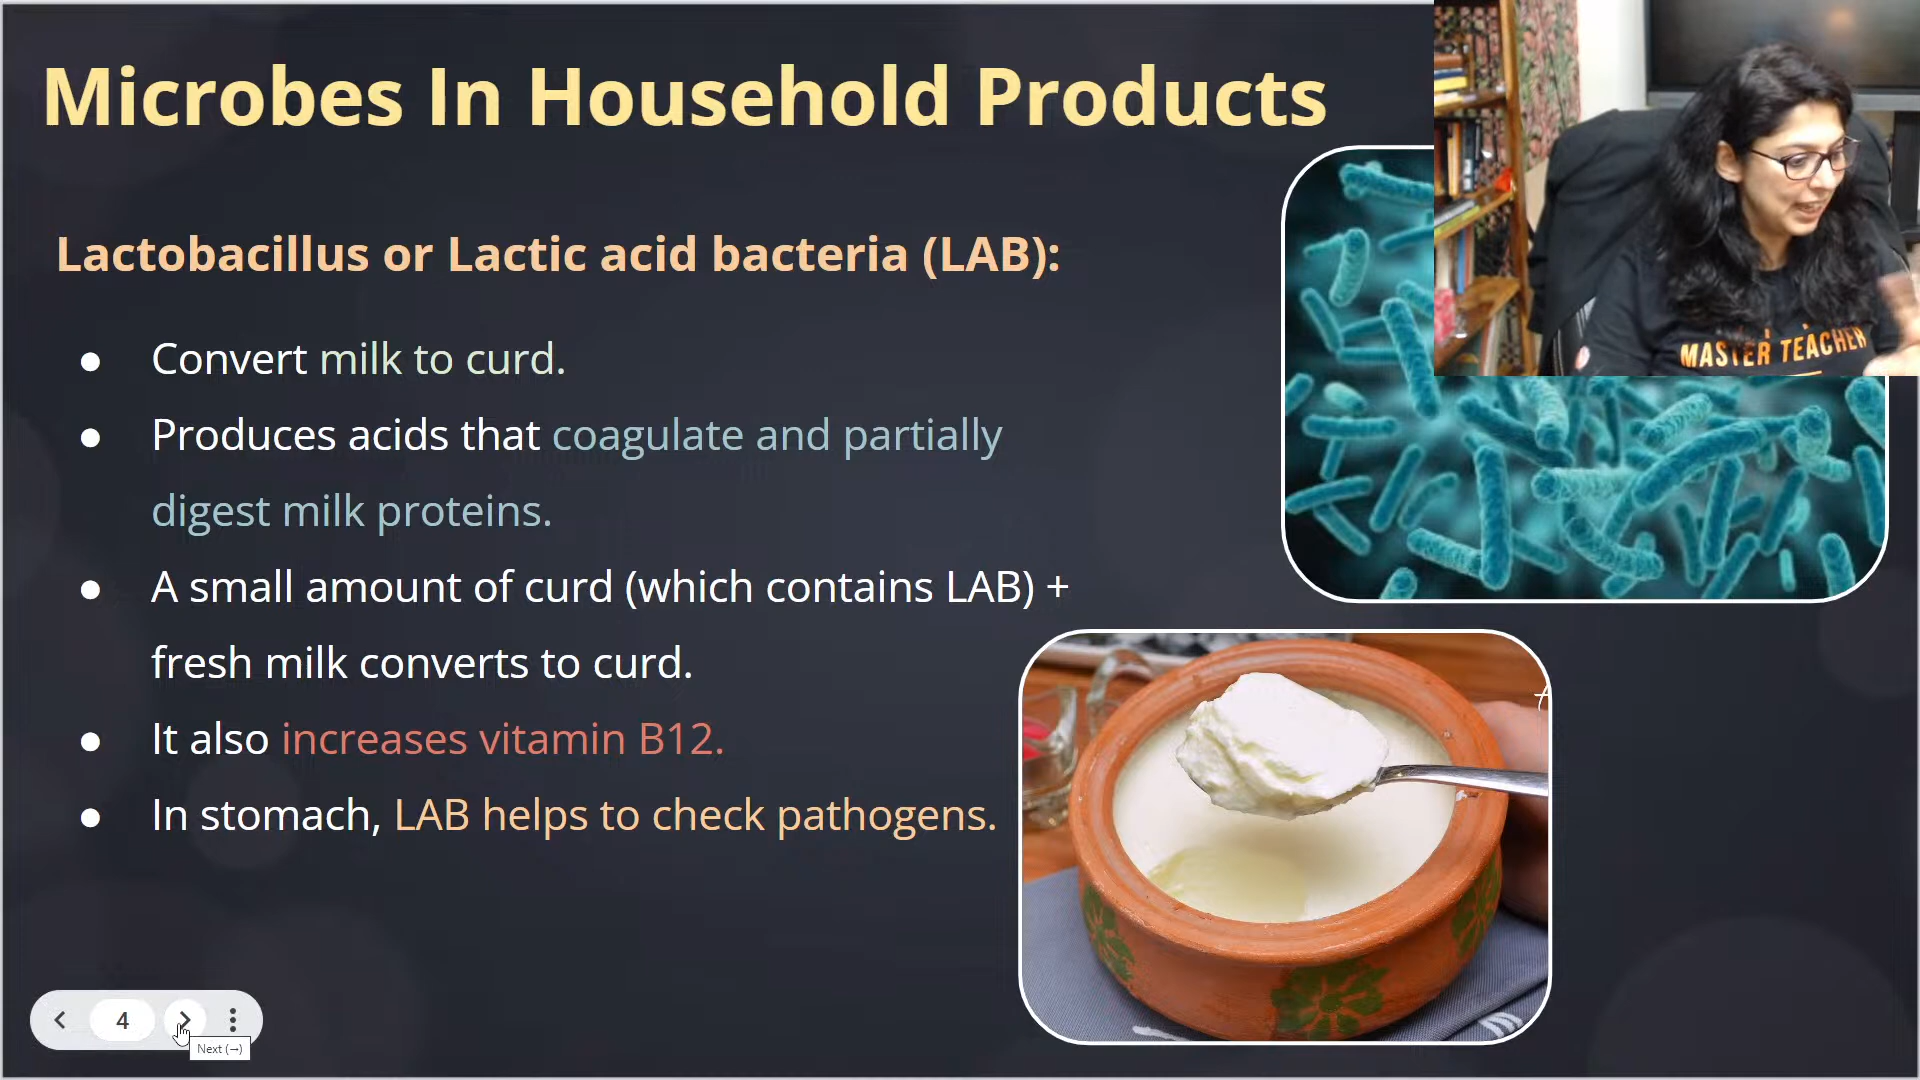 Microbes In Household Products
MASTER TEACHER
Lactobacillus or Lactic acid bacteria (LAB):
● Convert milk to curd.
● Produces acids that coagulate and partially
digest milk proteins.
● A small amount of curd (which contains LAB) +
fresh milk converts to curd.
● It also increases vitamin B12.
● In stomach, LAB helps to check pathogens.
4
Next (→)